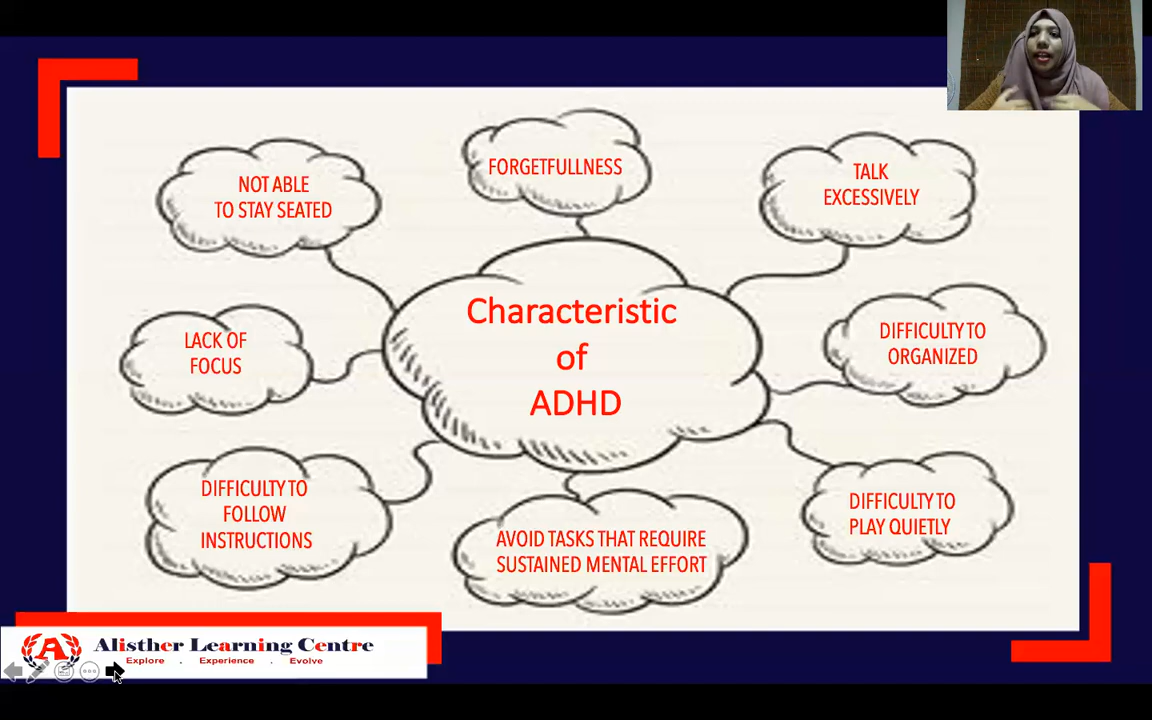 NOT ABLE
TO STAY SEATED
FORGETFULLNESS
TALK
EXCESSIVELY
LACK OF
FOCUS
Characteristic
of
ADHD
DIFFICULTY TO
ORGANIZED
DIFFICULTY TO
FOLLOW
INSTRUCTIONS
AVOID TASKS THAT REQUIRE
SUSTAINED MENTAL EFFORT
DIFFICULTY TO
PLAY QUIETLY
A
Alisther Learning Centre
Explore . Experience . Evolve